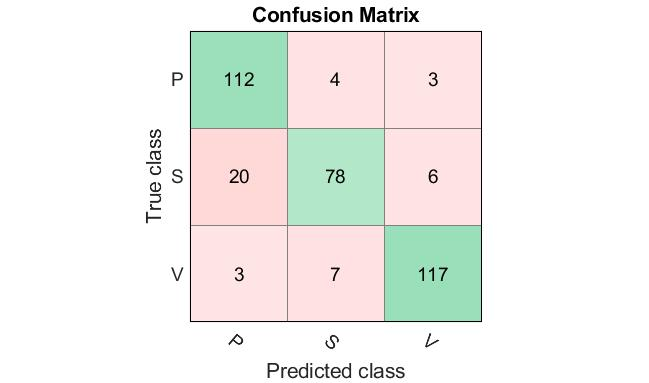 Confusion Matrix
P 112 4 3
S 20 78 6
V 3 7 117
True class
P S V
Predicted class